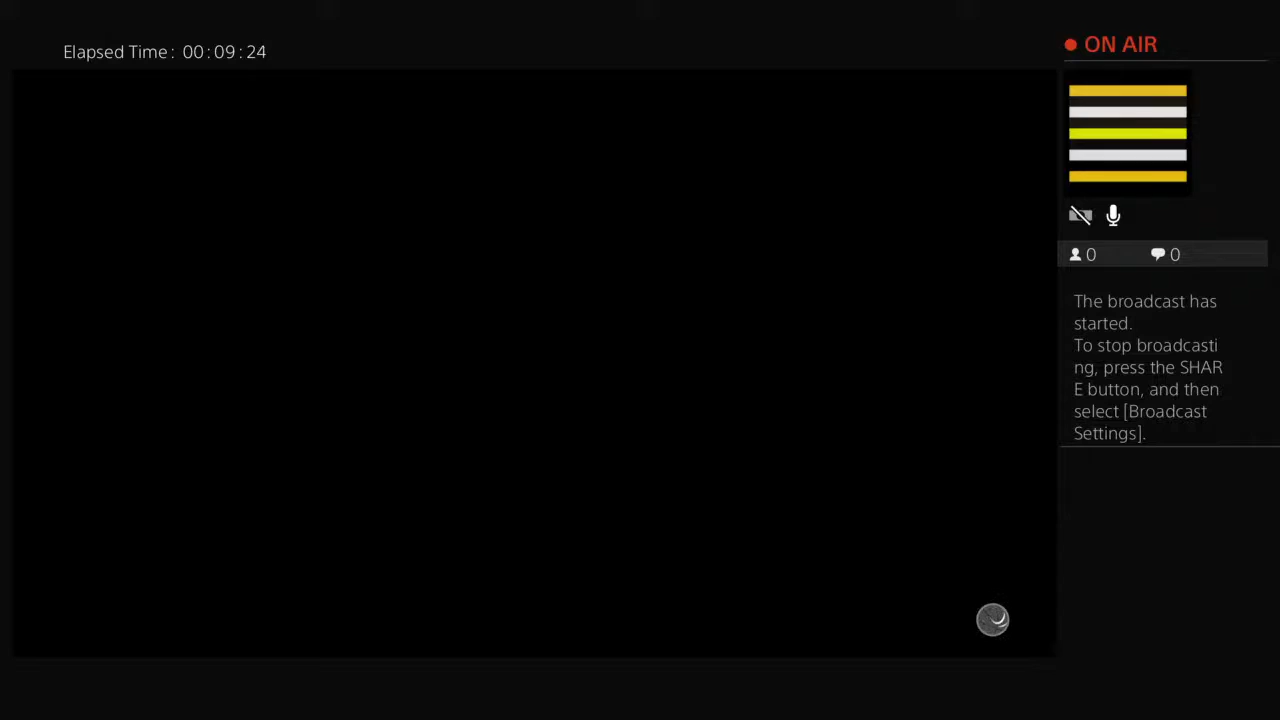 Elapsed Time: 00:09:24
ON AIR
0 0
The broadcast has
started.
To stop broadcasti
ng, press the SHAR
E button, and then
select [Broadcast
Settings].